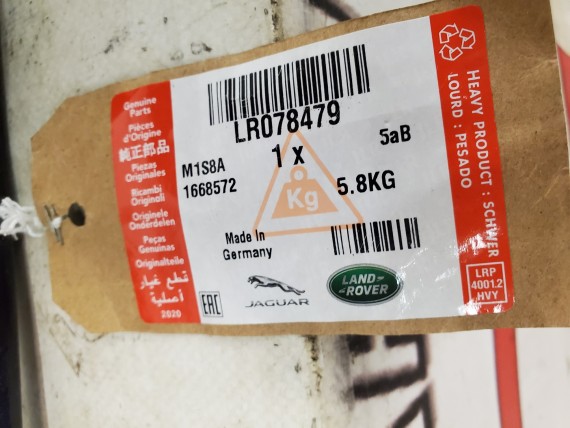 Genuine
Parts
Pièces
d'Origine
純正部品
Piezas
Originales
Ricambi
Originali
Originele
Onderdelen
Peças
Genuinas
Originalteile
قطع غيار
أصلية
2020
LR078479
1 x
5aB
M1S8A
1668572
5.8KG
Kg
Made In
Germany
EAC
JAGUAR
LAND
ROVER
HEAVY PRODUCT : SCHWER
LOURD : PESADO
LRP
4001.2
HVY